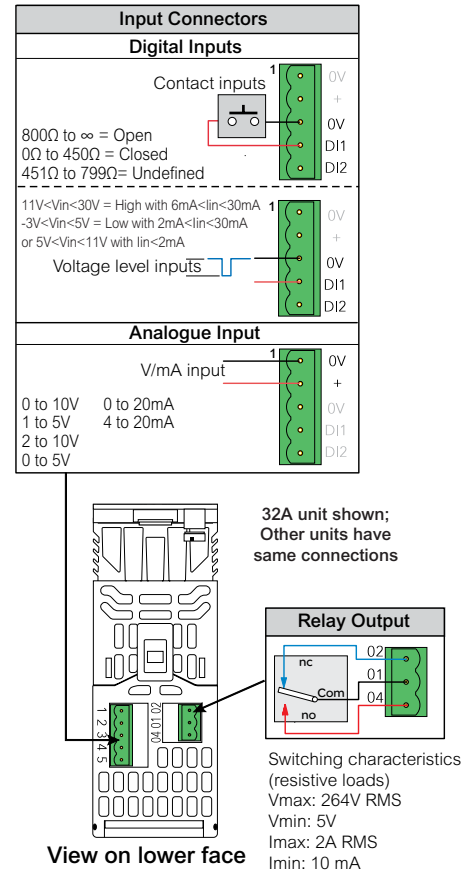 Input Connectors
Digital Inputs
Contact inputs
1
0V
+
0V
DI1
DI2
800Ω to ∞ = Open
0Ω to 450Ω = Closed
451Ω to 799Ω= Undefined
11V<Vin<30V = High with 6mA<Iin<30mA
-3V<Vin<5V = Low with 2mA<Iin<30mA
or 5V<Vin<11V with Iin<2mA
Voltage level inputs
1
0V
+
0V
DI1
DI2
Analogue Input
V/mA input
1
0V
+
0V
DI1
DI2
0 to 10V 0 to 20mA
1 to 5V 4 to 20mA
2 to 10V
0 to 5V
32A unit shown;
Other units have
same connections
Relay Output
nc
Com
no
02
01
04
1 2 3 4 5
04 01 02
Switching characteristics
(resistive loads)
Vmax: 264V RMS
Vmin: 5V
Imax: 2A RMS
Imin: 10 mA
View on lower face